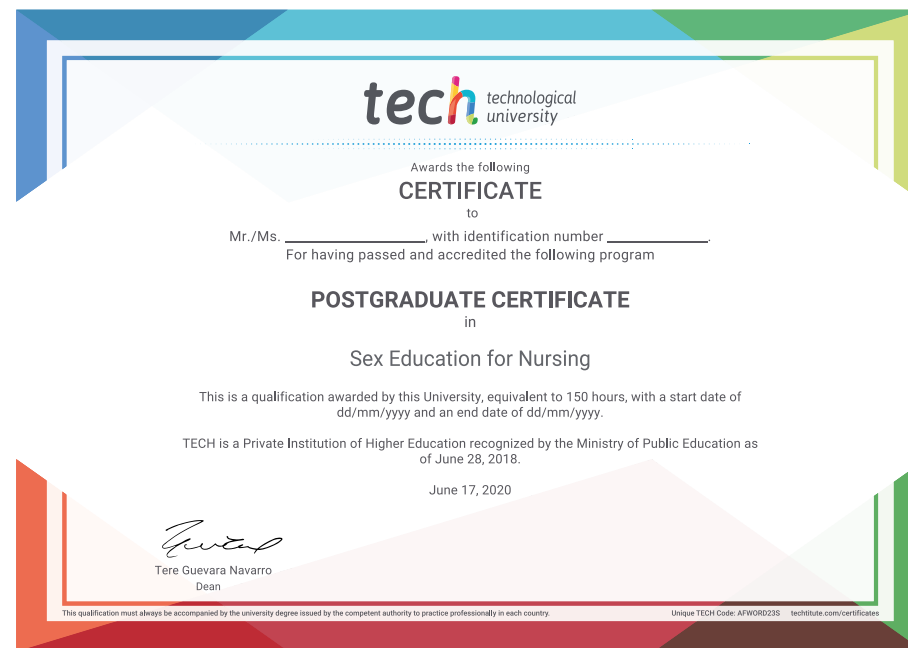 tech technological
university
Awards the following
CERTIFICATE
to
Mr./Ms. ____________, with identification number ____________.
For having passed and accredited the following program
POSTGRADUATE CERTIFICATE
in
Sex Education for Nursing
This is a qualification awarded by this University, equivalent to 150 hours, with a start date of
dd/mm/yyyy and an end date of dd/mm/yyyy.
TECH is a Private Institution of Higher Education recognized by the Ministry of Public Education as
of June 28, 2018.
June 17, 2020
Tere Guevara Navarro
Dean
This qualification must always be accompanied by the university degree issued by the competent authority to practice professionally in each country. Unique TECH Code: AFWORD23S techtitute.com/certificates